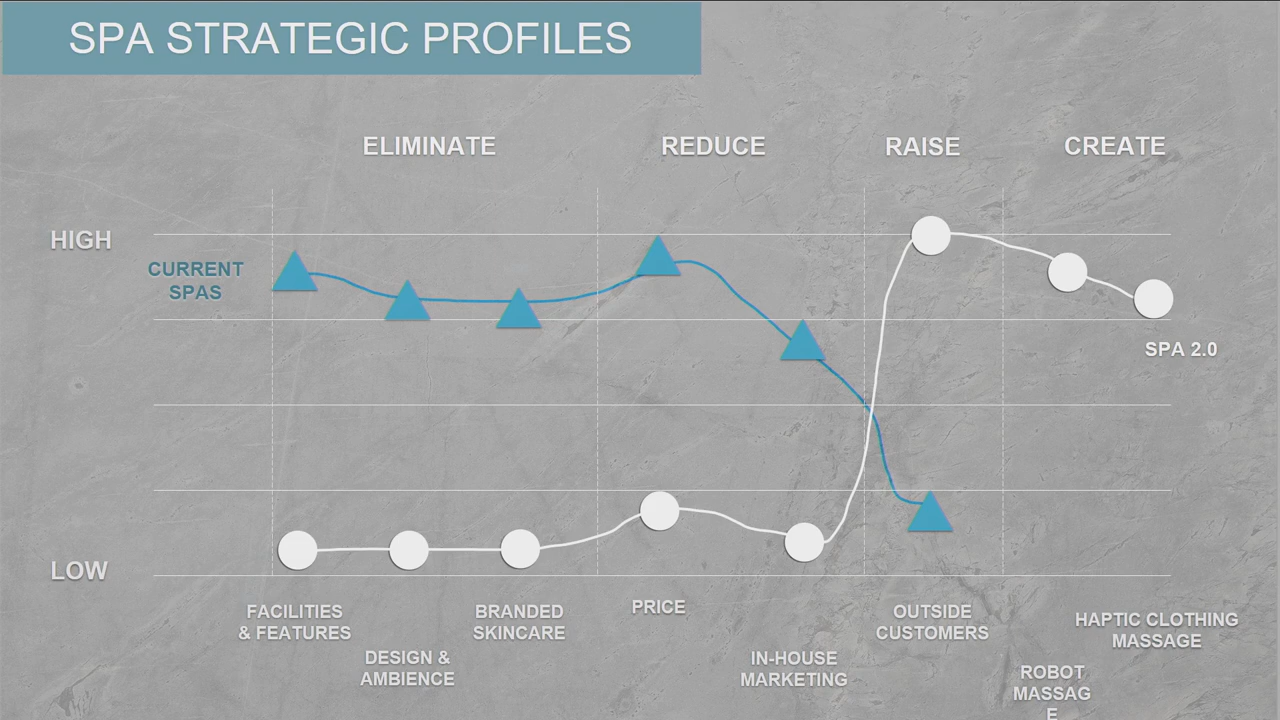 SPA STRATEGIC PROFILES
ELIMINATE
REDUCE
RAISE
CREATE
HIGH
CURRENT
SPAS
SPA 2.0
LOW
FACILITIES
& FEATURES
DESIGN &
AMBIENCE
BRANDED
SKINCARE
PRICE
IN-HOUSE
MARKETING
OUTSIDE
CUSTOMERS
ROBOT
MASSAG
E
HAPTIC CLOTHING
MASSAGE